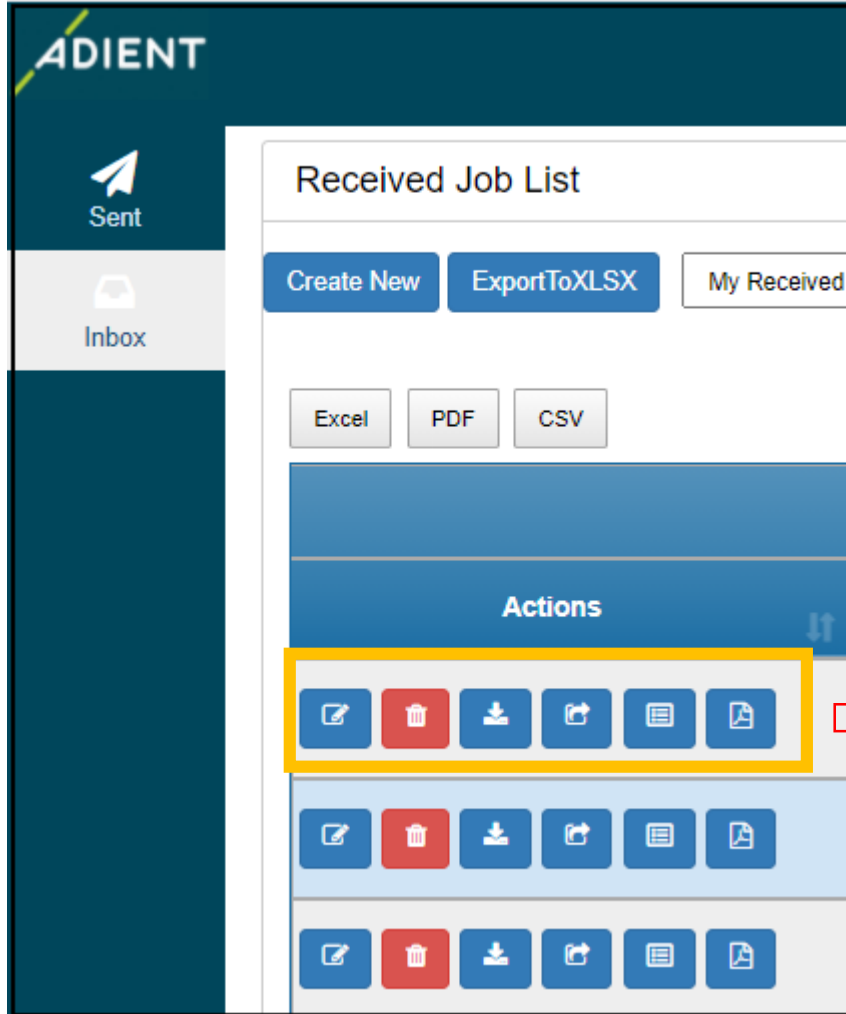 ADIENT
Sent
Inbox
Received Job List
Create New
ExportToXLSX
My Received
Excel
PDF
CSV
Actions